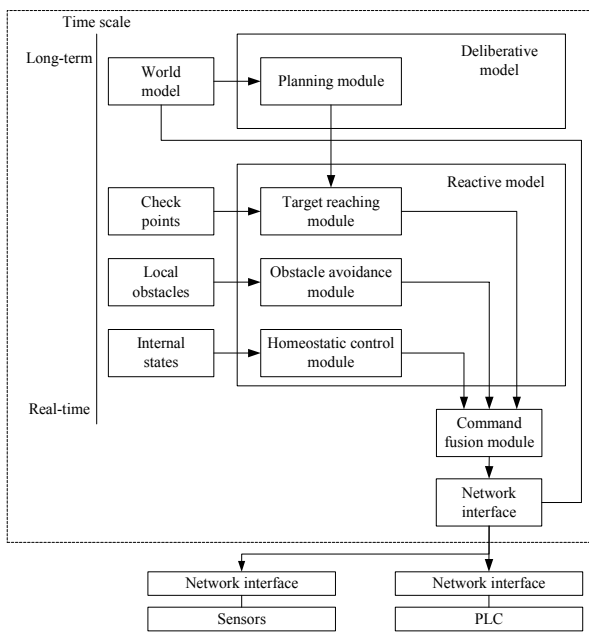 Time scale
Long-term
World
model
Planning module
Deliberative
model
Reactive model
Check
points
Target reaching
module
Local
obstacles
Obstacle avoidance
module
Internal
states
Homeostatic control
module
Real-time
Command
fusion module
Network
interface
Network interface
Network interface
Sensors
PLC